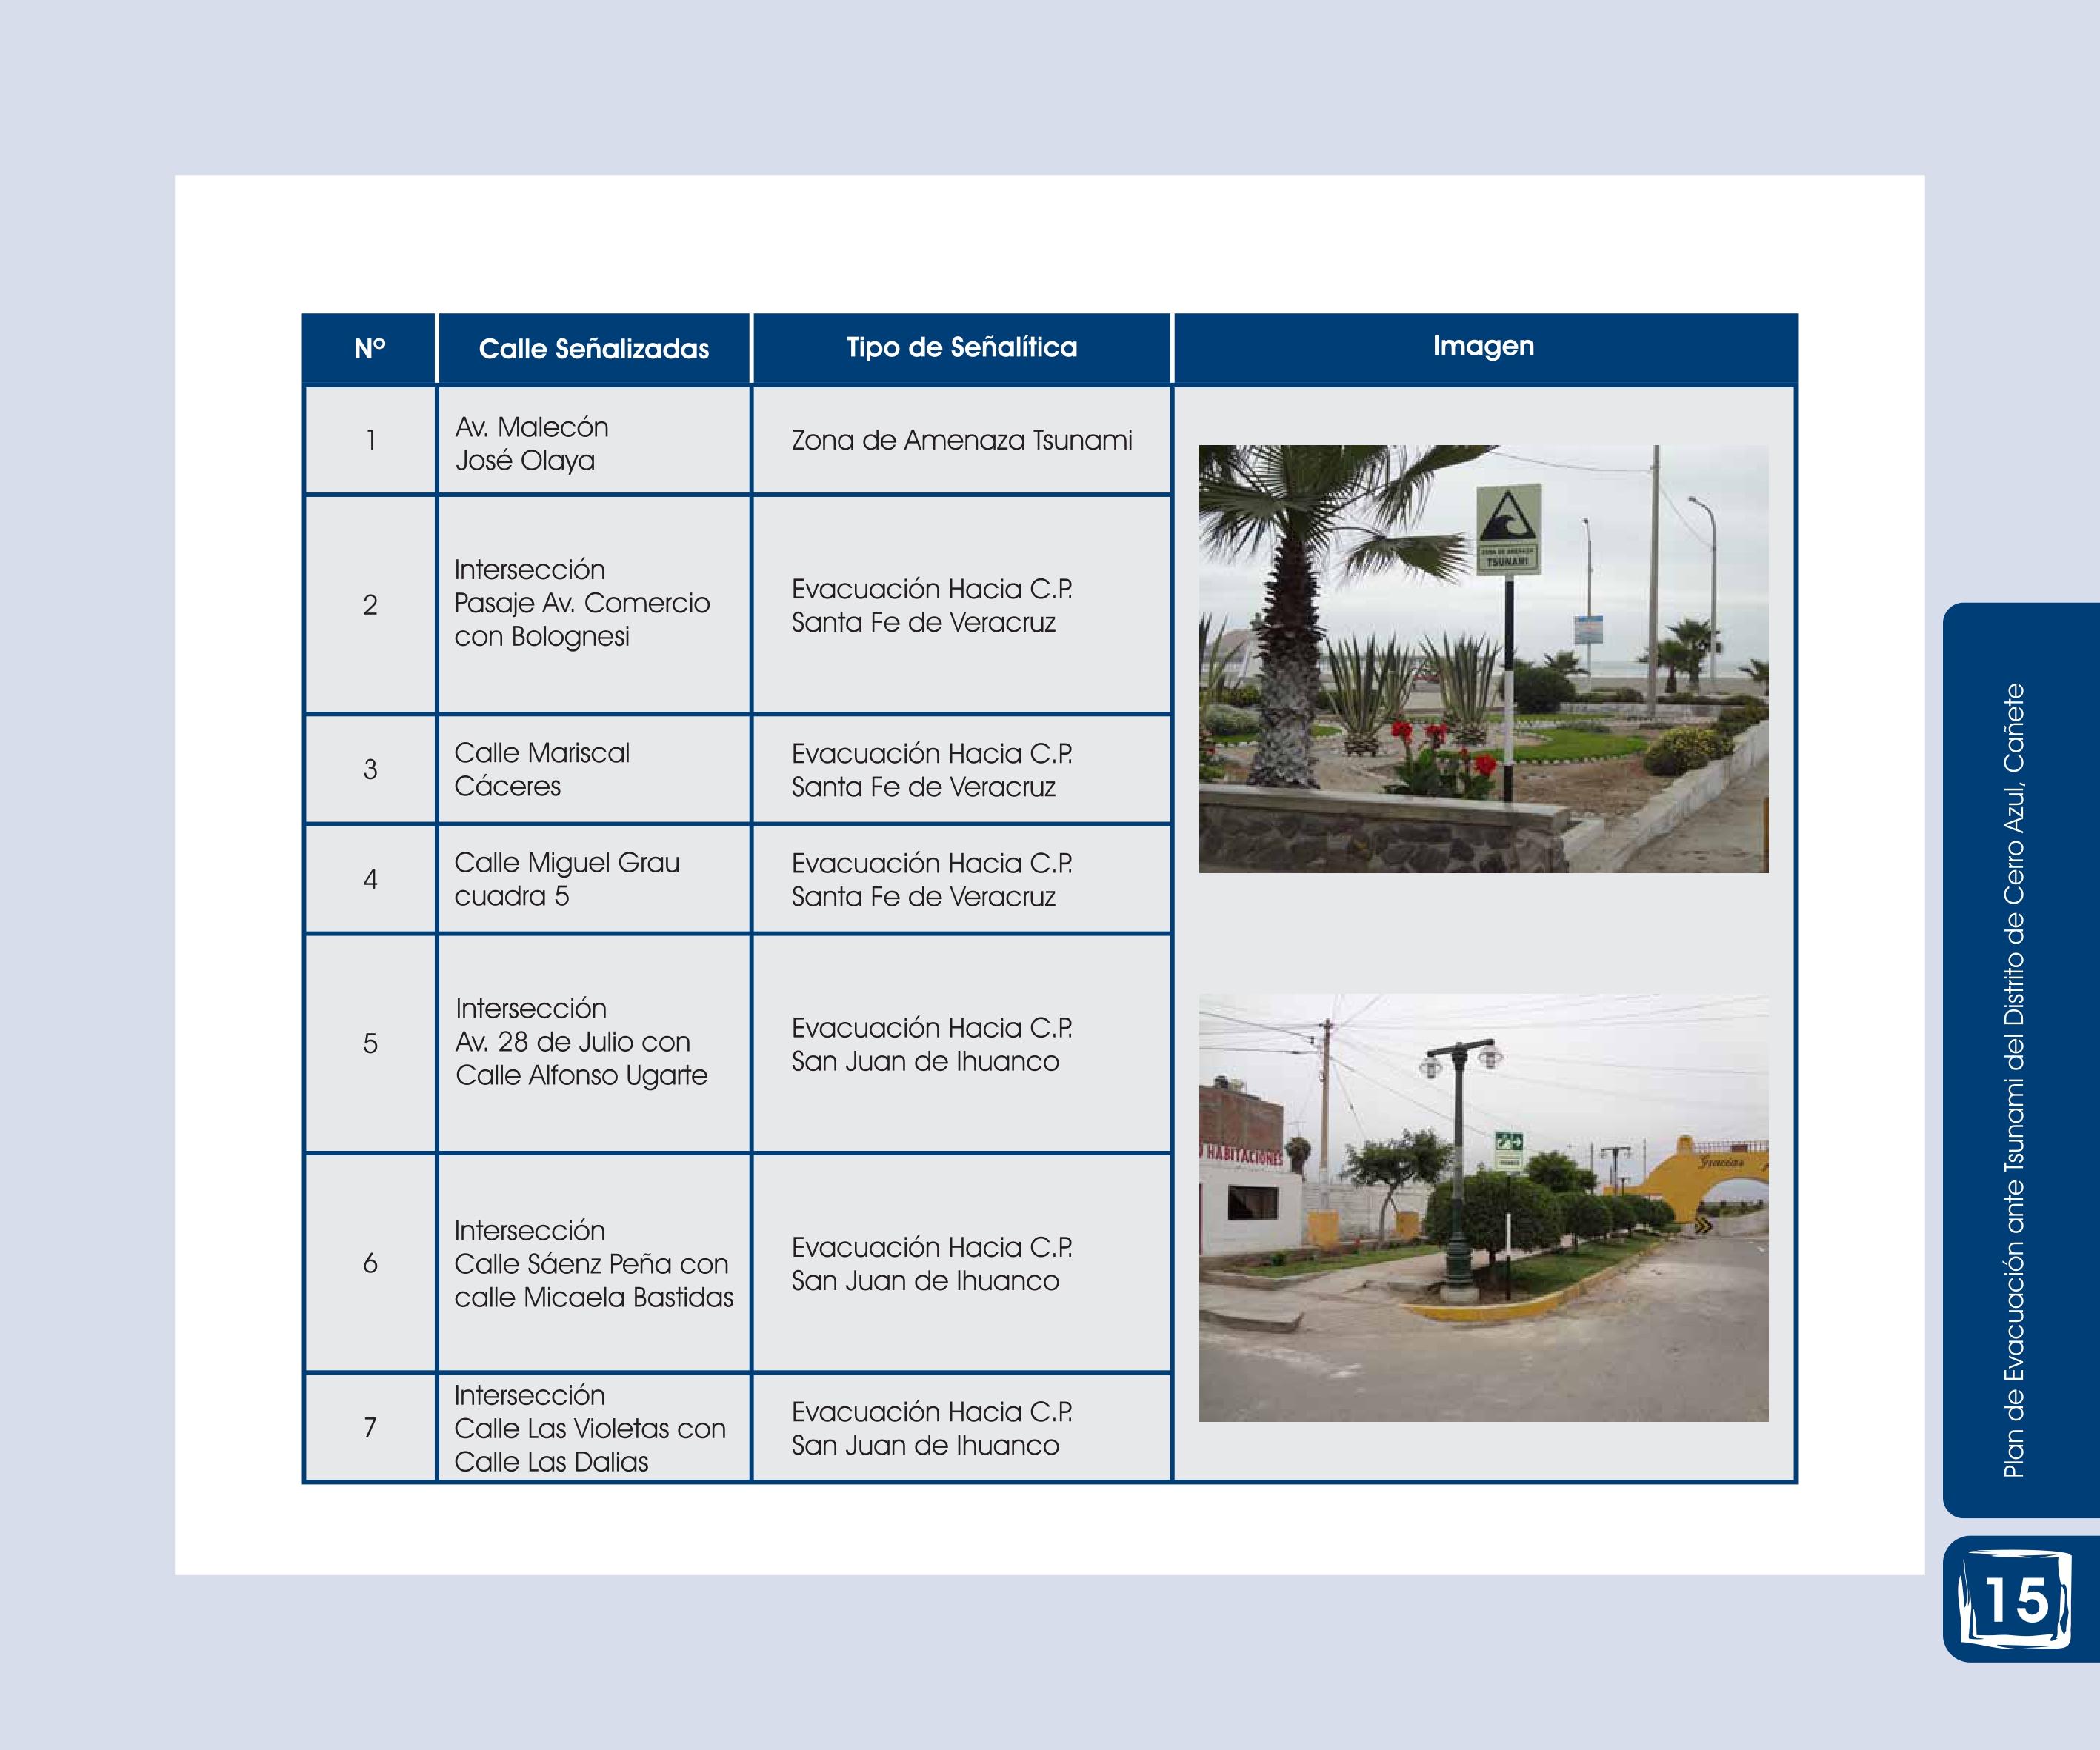 Nº
Calle Señalizadas
Tipo de Señalítica
Imagen
1
Av. Malecón
José Olaya
Zona de Amenaza Tsunami
2
Intersección
Pasaje Av. Comercio
con Bolognesi
Evacuación Hacia C.P.
Santa Fe de Veracruz
3
Calle Mariscal
Cáceres
Evacuación Hacia C.P.
Santa Fe de Veracruz
4
Calle Miguel Grau
cuadra 5
Evacuación Hacia C.P.
Santa Fe de Veracruz
5
Intersección
Av. 28 de Julio con
Calle Alfonso Ugarte
Evacuación Hacia C.P.
San Juan de Ihuanco
6
Intersección
Calle Sáenz Peña con
calle Micaela Bastidas
Evacuación Hacia C.P.
San Juan de Ihuanco
7
Intersección
Calle Las Violetas con
Calle Las Dalias
Evacuación Hacia C.P.
San Juan de Ihuanco
ZONA DE AMENAZA
TSUNAMI
HABITACIONES
Gracias
Plan de Evacuación ante Tsunami del Distrito de Cerro Azul, Cañete
15